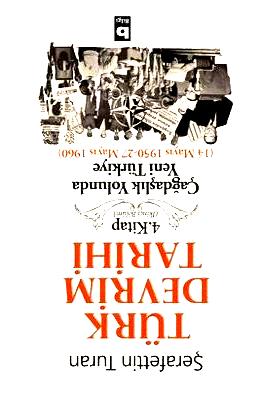 Şerafettin Turan
TÜRK
DEVRİM
TARİHİ
4.Kitap
(İkinci Bölüm)
Çağdaşlık Yolunda
Yeni Türkiye
(14 Mayıs 1950-27 Mayıs 1960)
b
Bilgi